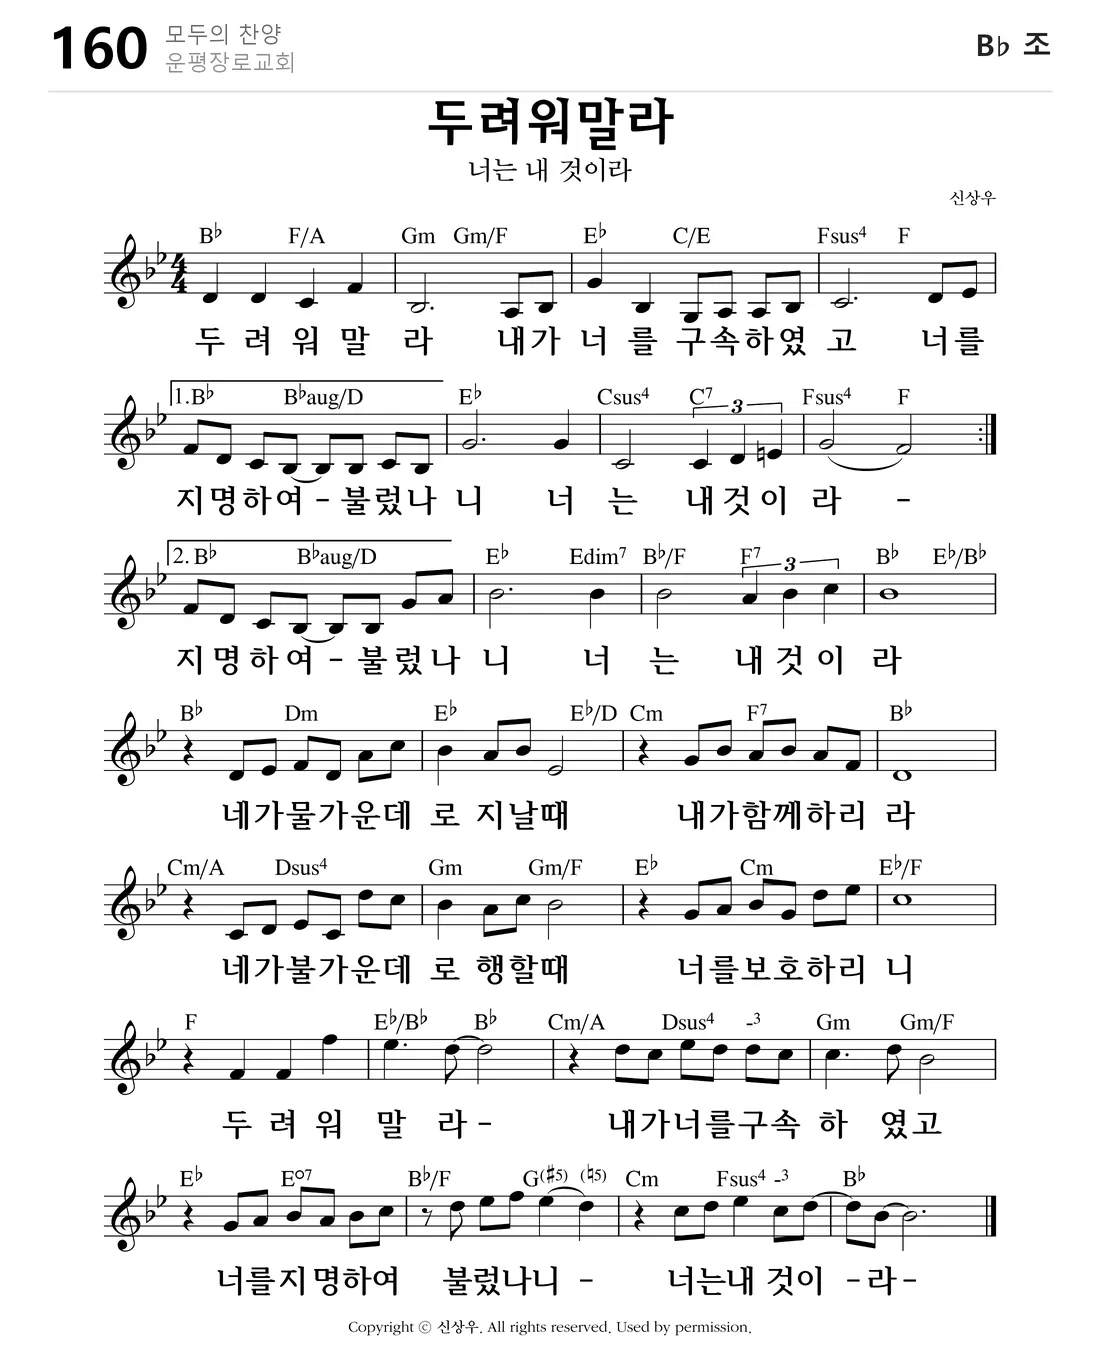 160
모두의 찬양
운평장로교회
B♭ 조
두려워말라
너는 내 것이라
신상우
B♭ F/A Gm Gm/F E♭ C/E Fsus4 F
두 려 워 말 라 내가 너 를 구속하였 고 너를
1.B♭ B♭aug/D E♭ Csus4 C7 3 Fsus4 F
지명하여-불렀나 니 너 는 내것이 라 -
2. B♭ B♭aug/D E♭ Edim7 B♭/F F7 3 B♭ E♭/B♭
지명하여-불렀나 니 너 는 내것이 라
B♭ Dm E♭ E♭/D Cm F7 B♭
네가물가운데 로 지날때 내가함께하리 라
Cm/A Dsus4 Gm Gm/F E♭ Cm E♭/F
네가불가운데 로 행할때 너를보호하리 니
F E♭/B♭ B♭ Cm/A Dsus4 -3 Gm Gm/F
두 려 워 말 라- 내가너를구속 하 였고
E♭ E°7 B♭/F G(♯5) (♮5) Cm Fsus4 -3 B♭
너를지명하여 불렀나니 - 너는내 것이 -라-
Copyright ⓒ 신상우. All rights reserved. Used by permission.